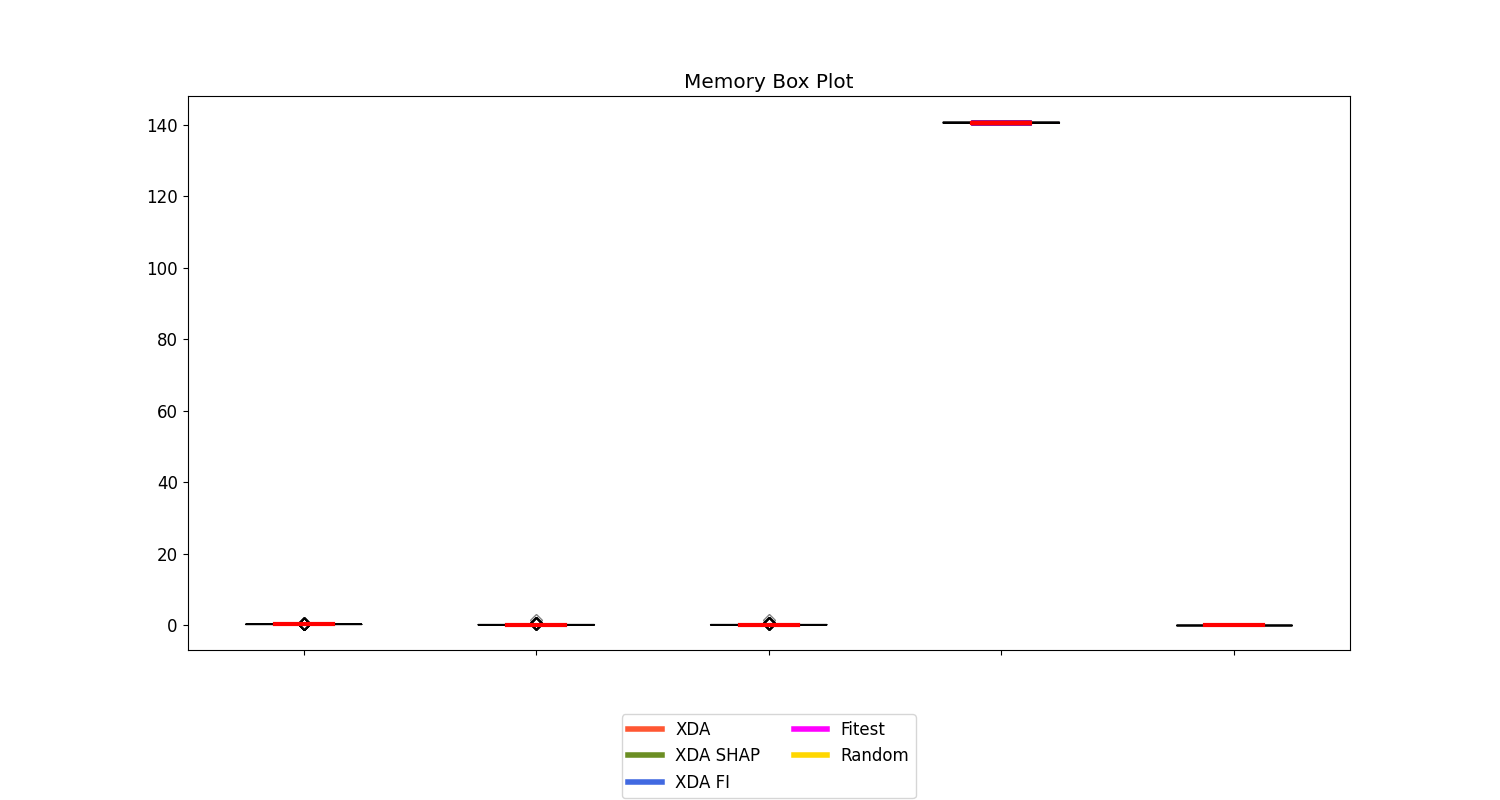 Memory Box Plot
140
120
100
80
60
40
20
0
XDA
XDA SHAP
XDA FI
Fitest
Random